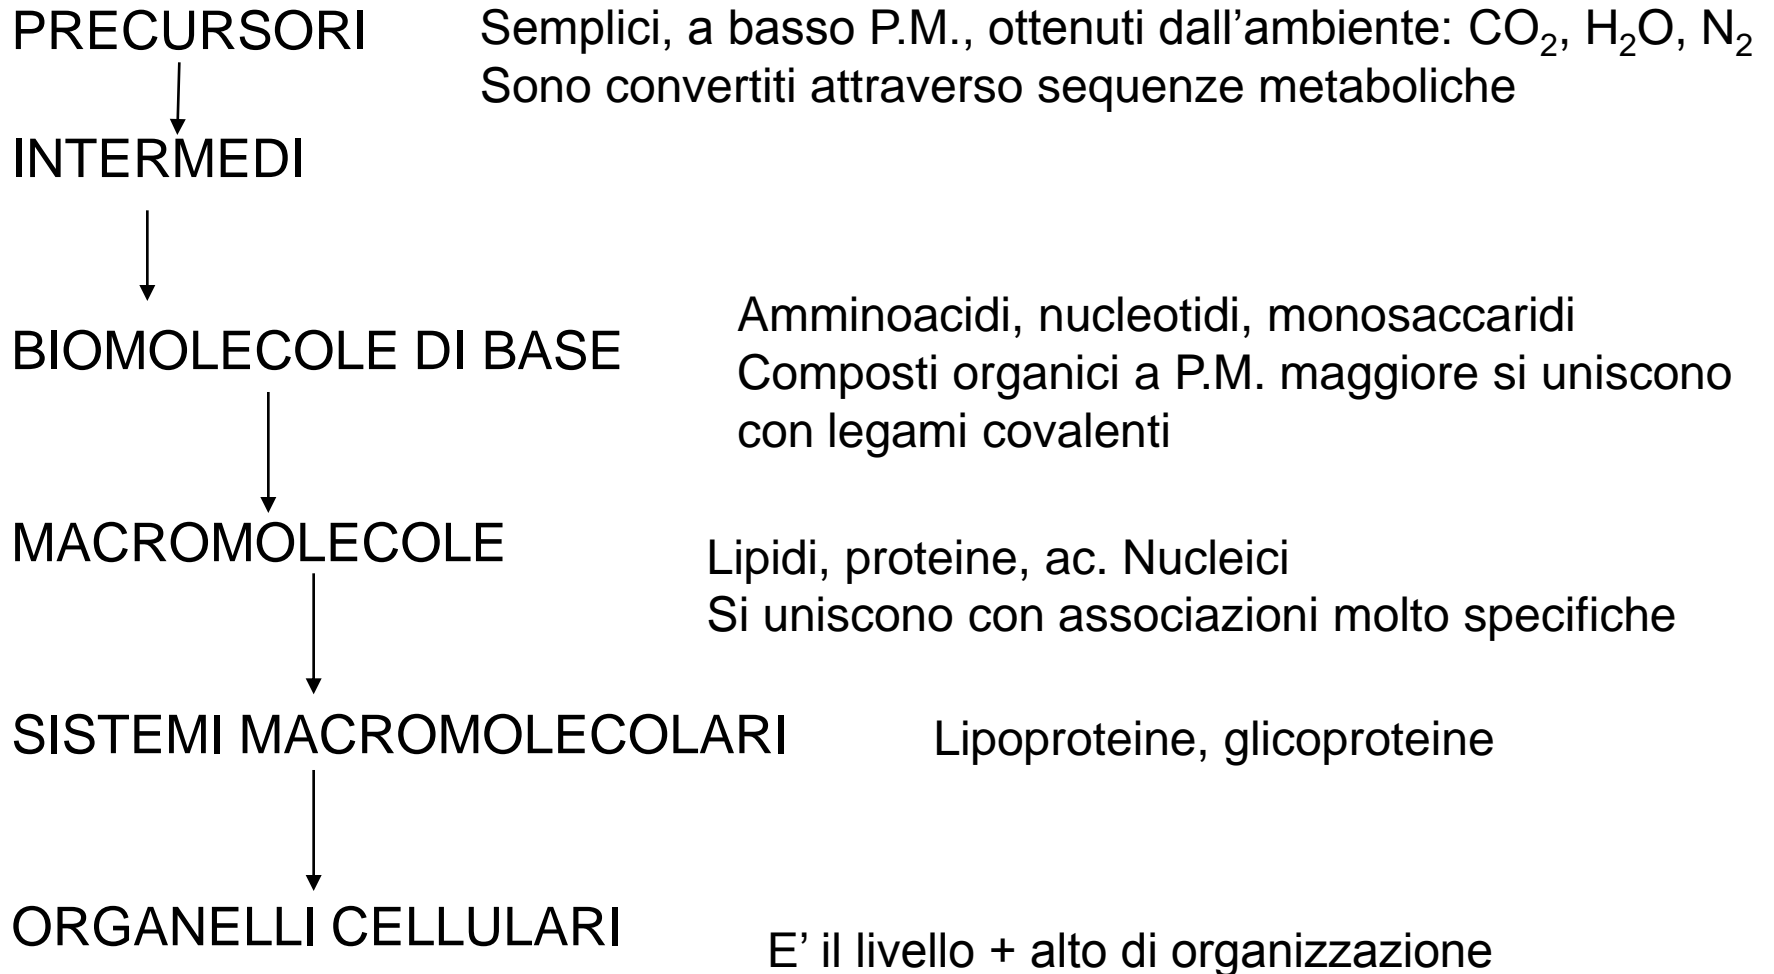 PRECURSORI
Semplici, a basso P.M., ottenuti dall’ambiente: CO₂, H₂O, N₂
Sono convertiti attraverso sequenze metaboliche
INTERMEDI
BIOMOLECOLE DI BASE
Amminoacidi, nucleotidi, monosaccaridi
Composti organici a P.M. maggiore si uniscono
con legami covalenti
MACROMOLECOLE
Lipidi, proteine, ac. Nucleici
Si uniscono con associazioni molto specifiche
SISTEMI MACROMOLECOLARI
Lipoproteine, glicoproteine
ORGANELLI CELLULARI
E’ il livello + alto di organizzazione